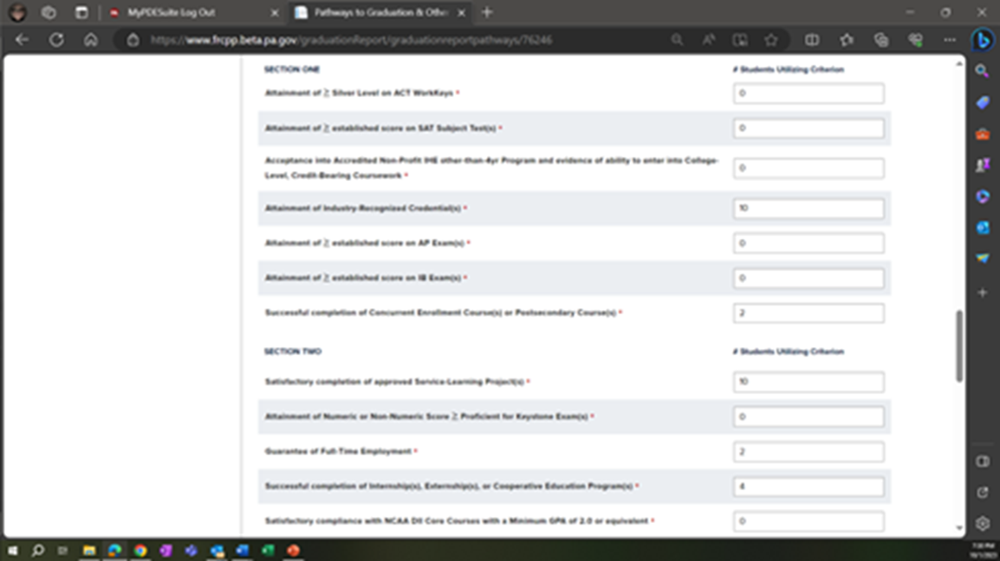 MyPDESuite Log Out
Pathways to Graduation & Othe
https://www.frcpp.beta.pa.gov/graduationReport/graduationreportpathways/76246
SECTION ONE # Students Utilizing Criterion
Attainment of ≥ Silver Level on ACT WorkKeys * 0
Attainment of ≥ established score on SAT Subject Test(s) * 0
Acceptance into Accredited Non-Profit IHE other-than-4yr Program and evidence of ability to enter into College-
Level, Credit-Bearing Coursework * 0
Attainment of Industry-Recognized Credential(s) * 10
Attainment of ≥ established score on AP Exam(s) * 0
Attainment of ≥ established score on IB Exam(s) * 0
Successful completion of Concurrent Enrollment Course(s) or Postsecondary Course(s) * 2
SECTION TWO # Students Utilizing Criterion
Satisfactory completion of approved Service-Learning Project(s) * 10
Attainment of Numeric or Non-Numeric Score ≥ Proficient for Keystone Exam(s) * 0
Guarantee of Full-Time Employment * 2
Successful completion of Internship(s), Externship(s), or Cooperative Education Program(s) * 4
Satisfactory compliance with NCAA DII Core Courses with a Minimum GPA of 2.0 or equivalent * 0